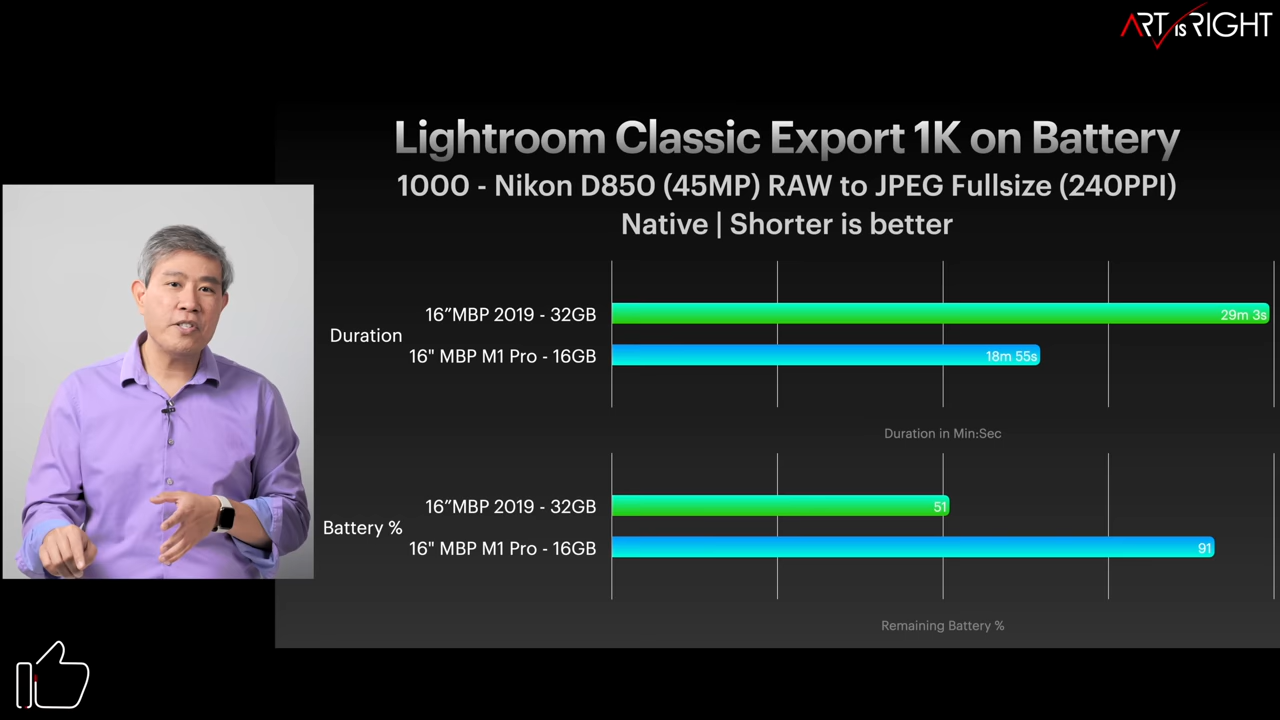 ART is RIGHT
Lightroom Classic Export 1K on Battery
1000 - Nikon D850 (45MP) RAW to JPEG Fullsize (240PPI)
Native | Shorter is better
Duration
16”MBP 2019 - 32GB
29m 3s
16" MBP M1 Pro - 16GB
18m 55s
Duration in Min:Sec
Battery %
16”MBP 2019 - 32GB
51
16" MBP M1 Pro - 16GB
91
Remaining Battery %